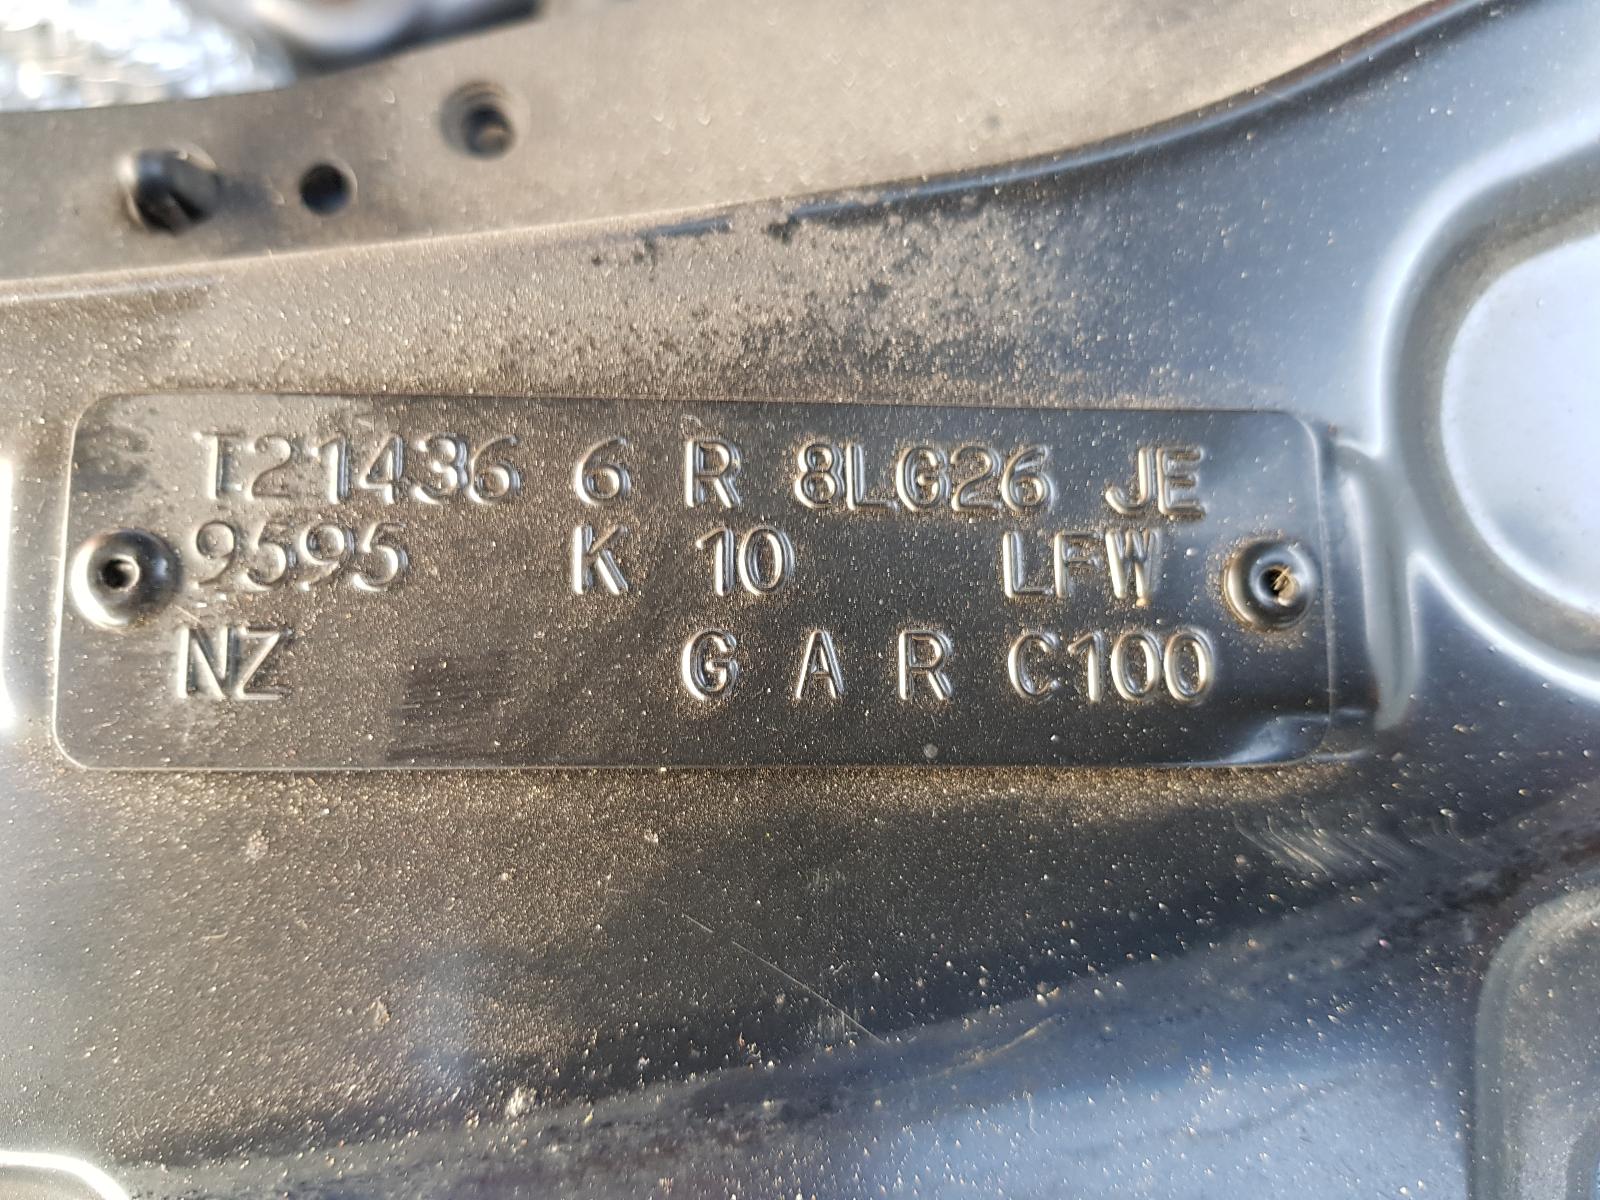 T21436 6 R 8LG26 JE
9595 K 10 LFW
NZ G A R C100